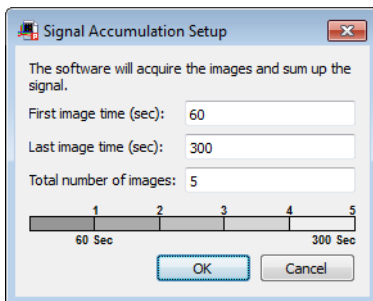 Signal Accumulation Setup
The software will acquire the images and sum up the
signal.
First image time (sec): 60
Last image time (sec): 300
Total number of images: 5
1 2 3 4 5
60 Sec 300 Sec
OK Cancel